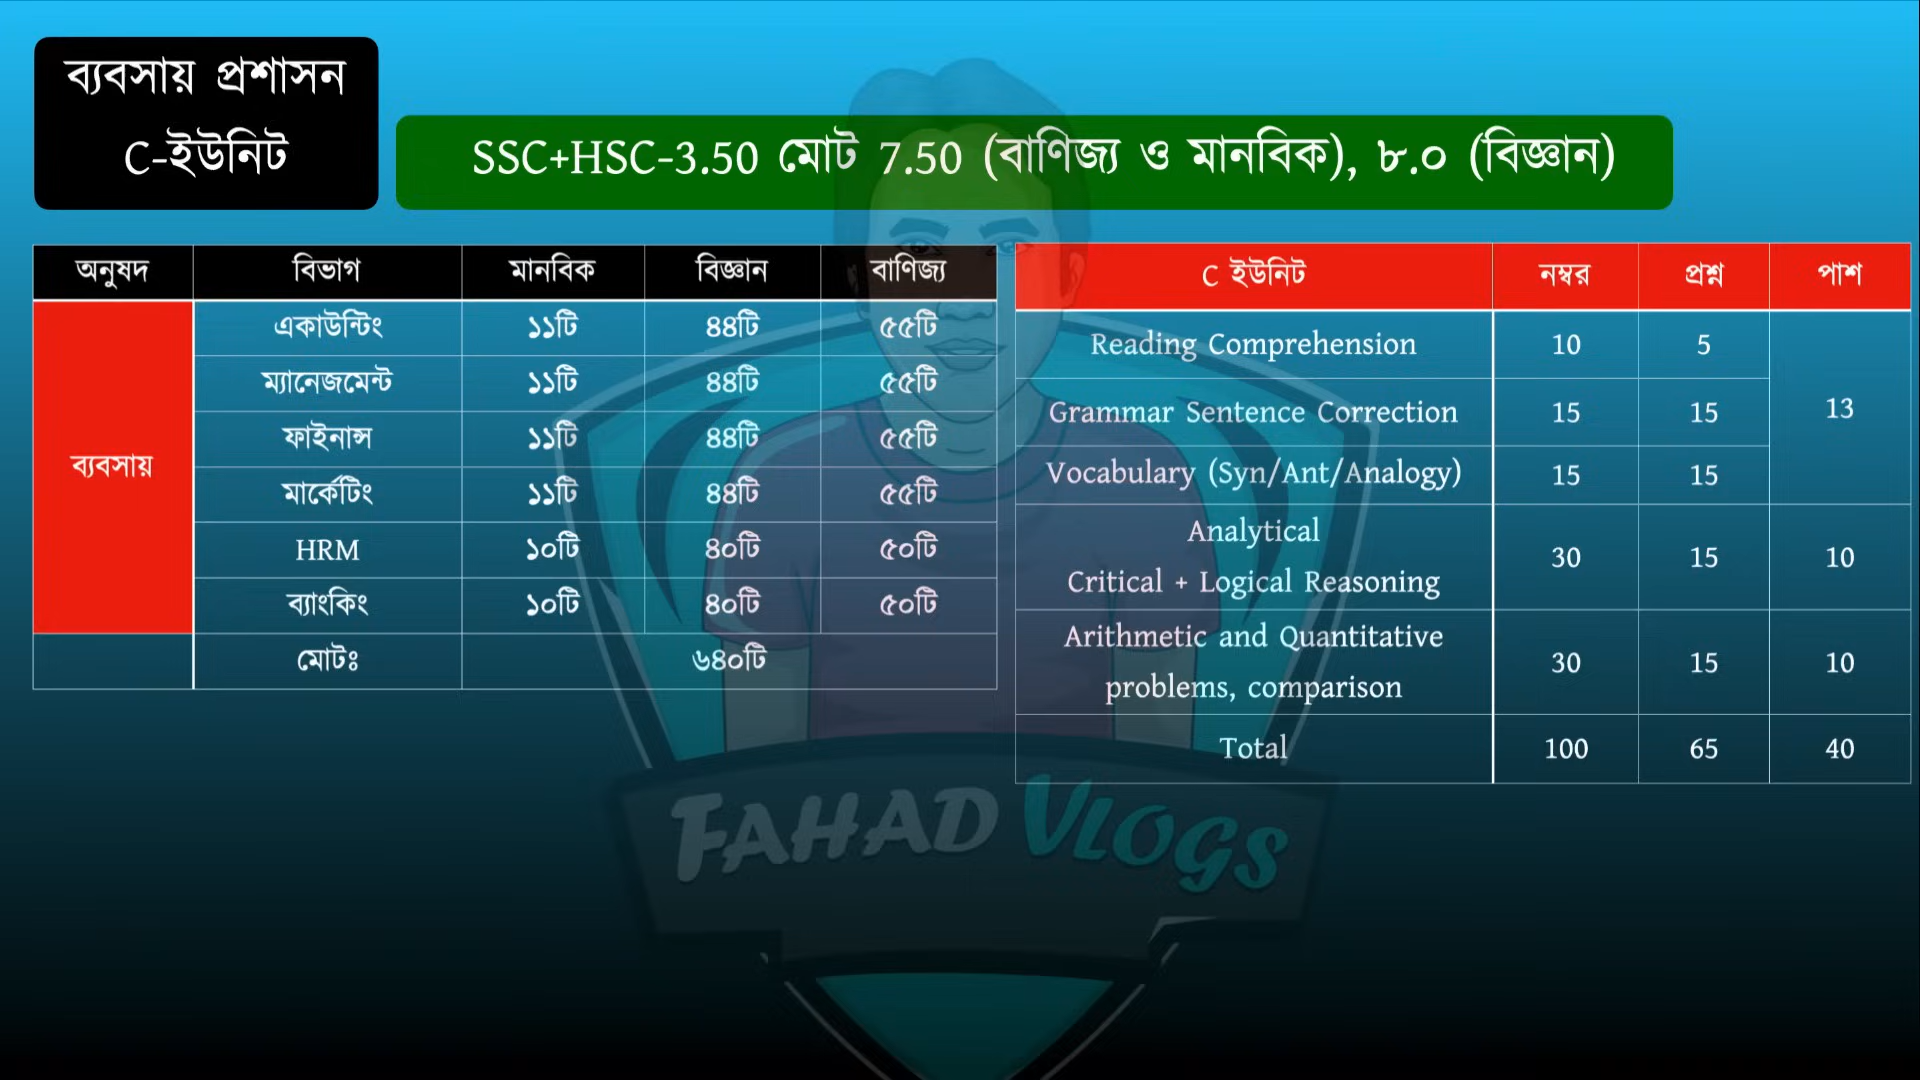 ব্যবসায় প্রশাসন
C-ইউনিট
SSC+HSC-3.50 মোট 7.50 (বাণিজ্য ও মানবিক), ৮.০ (বিজ্ঞান)
অনুষদ বিভাগ মানবিক বিজ্ঞান বাণিজ্য
একাউন্টিং ১১টি ৪৪টি ৫৫টি
ম্যানেজমেন্ট ১১টি ৪৪টি ৫৫টি
ফাইনান্স ১১টি ৪৪টি ৫৫টি
ব্যবসায়
মার্কেটিং ১১টি ৪৪টি ৫৫টি
HRM ১০টি ৪০টি ৫০টি
ব্যাংকিং ১০টি ৪০টি ৫০টি
মোটঃ ৬৪০টি
C ইউনিট নম্বর প্রশ্ন পাশ
Reading Comprehension 10 5
Grammar Sentence Correction 15 15 13
Vocabulary (Syn/Ant/Analogy) 15 15
Analytical
Critical + Logical Reasoning 30 15 10
Arithmetic and Quantitative
problems, comparison 30 15 10
Total 100 65 40
FAHAD VLOGS